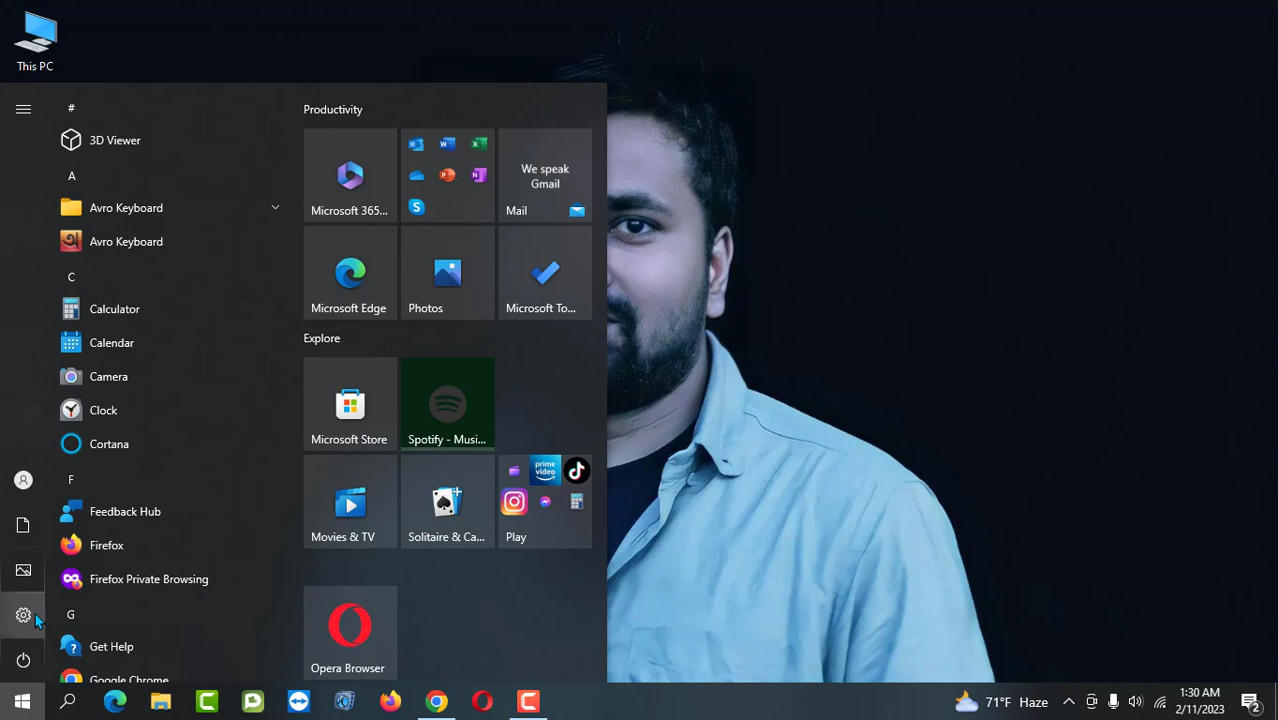 This PC
#
3D Viewer
A
Avro Keyboard
Avro Keyboard
C
Calculator
Calendar
Camera
Clock
Cortana
F
Feedback Hub
Firefox
Firefox Private Browsing
G
Get Help
Google Chrome
Productivity
Microsoft 365...
We speak
Gmail
Mail
Microsoft Edge
Photos
Microsoft To...
Explore
Microsoft Store
Spotify - Musi...
Movies & TV
Solitaire & Ca...
prime
video
Play
Opera Browser
71°F Haze
1:30 AM
2/11/2023
2